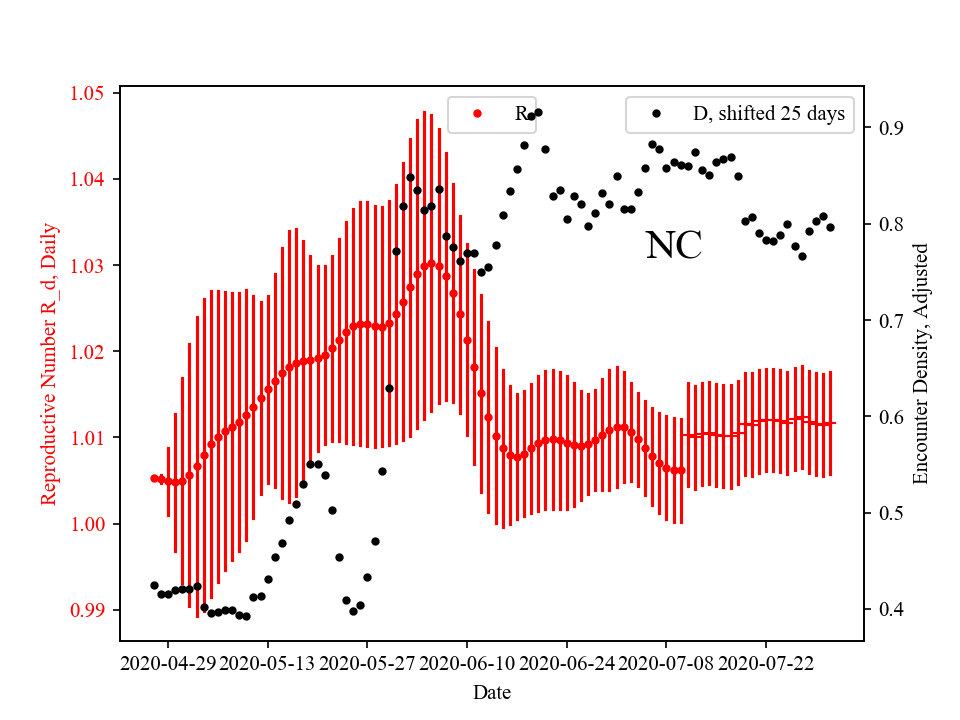 R
D, shifted 25 days
NC
1.05
1.04
1.03
1.02
1.01
1.00
0.99
Reproductive Number R_d, Daily
0.9
0.8
0.7
0.6
0.5
0.4
Encounter Density, Adjusted
2020-04-29 2020-05-13 2020-05-27 2020-06-10 2020-06-24 2020-07-08 2020-07-22
Date